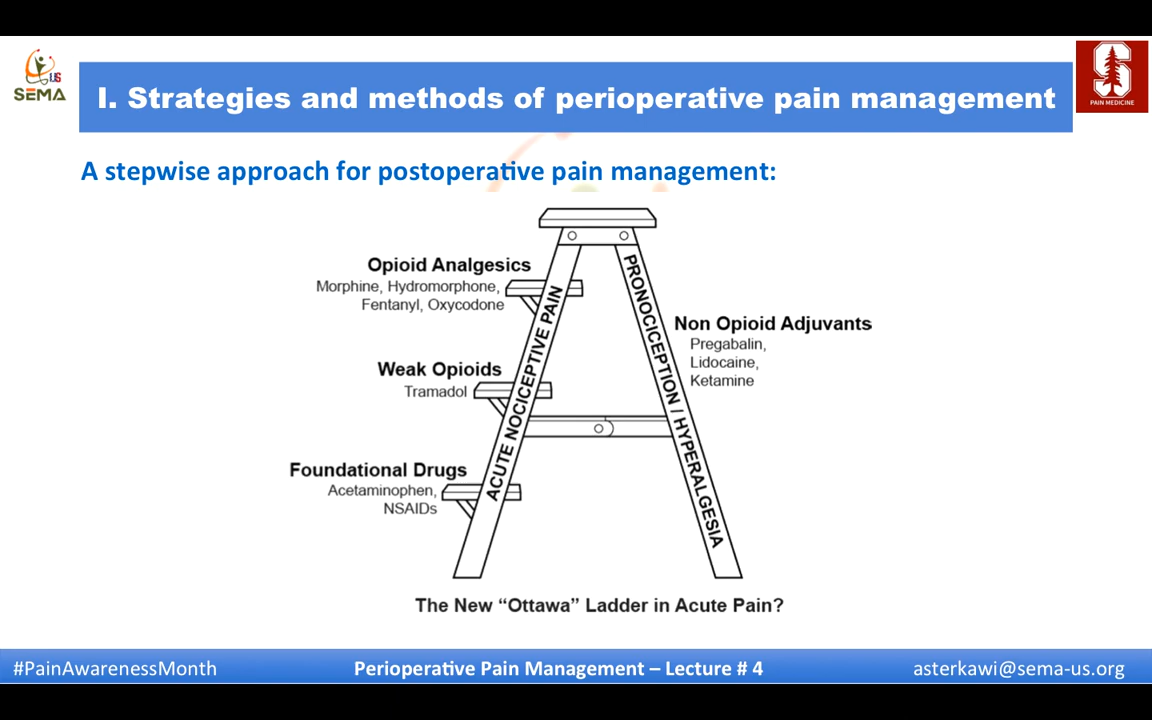 US
SEMA
I. Strategies and methods of perioperative pain management
PAIN MEDICINE
A stepwise approach for postoperative pain management:
Opioid Analgesics
Morphine, Hydromorphone,
Fentanyl, Oxycodone
Weak Opioids
Tramadol
Foundational Drugs
Acetaminophen,
NSAIDs
ACUTE NOCICEPTIVE PAIN
PRONOCICEPTION / HYPERALGESIA
Non Opioid Adjuvants
Pregabalin,
Lidocaine,
Ketamine
The New “Ottawa” Ladder in Acute Pain?
#PainAwarenessMonth
Perioperative Pain Management – Lecture # 4
asterkawi@sema-us.org